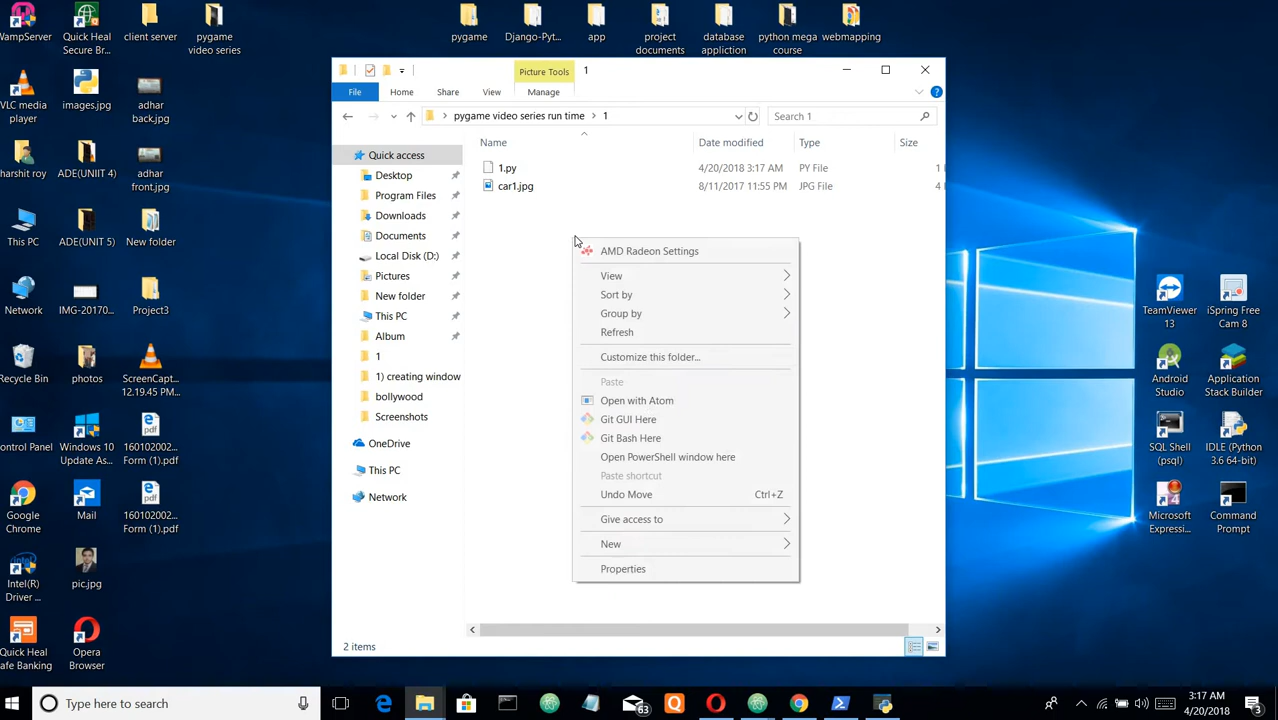 WampServer
Quick Heal
Secure Br...
client server
pygame
video series
pygame
Django-Pyt...
app
project
documents
database
appliction
python mega
course
webmapping
VLC media
player
images.jpg
adhar
back.jpg
harshit roy
ADE(UNIIT 4)
adhar
front.jpg
This PC
ADE(UNIT 5)
New folder
Network
IMG-20170...
Project3
Recycle Bin
photos
ScreenCapt...
12.19.45 PM...
Control Panel
Windows 10
Update As...
160102002...
Form (1).pdf
Google
Chrome
Mail
160102002...
Form (1).pdf
Intel(R)
Driver ...
pic.jpg
Quick Heal
Safe Banking
Opera
Browser
Picture Tools
1
File
Home
Share
View
Manage
pygame video series run time
1
Search 1
Name
Date modified
Type
Size
1.py
4/20/2018 3:17 AM
PY File
1
car1.jpg
8/11/2017 11:55 PM
JPG File
4
Quick access
Desktop
Program Files
Downloads
Documents
Local Disk (D:)
Pictures
New folder
This PC
Album
1
1) creating window
bollywood
Screenshots
OneDrive
This PC
Network
2 items
AMD Radeon Settings
View
Sort by
Group by
Refresh
Customize this folder...
Paste
Open with Atom
Git GUI Here
Git Bash Here
Open PowerShell window here
Paste shortcut
Undo Move Ctrl+Z
Give access to
New
Properties
TeamViewer
13
iSpring Free
Cam 8
Android
Studio
Application
Stack Builder
SQL Shell
(psql)
IDLE (Python
3.6 64-bit)
Microsoft
Expressi...
Command
Prompt
Type here to search
63
3:17 AM
4/20/2018
3